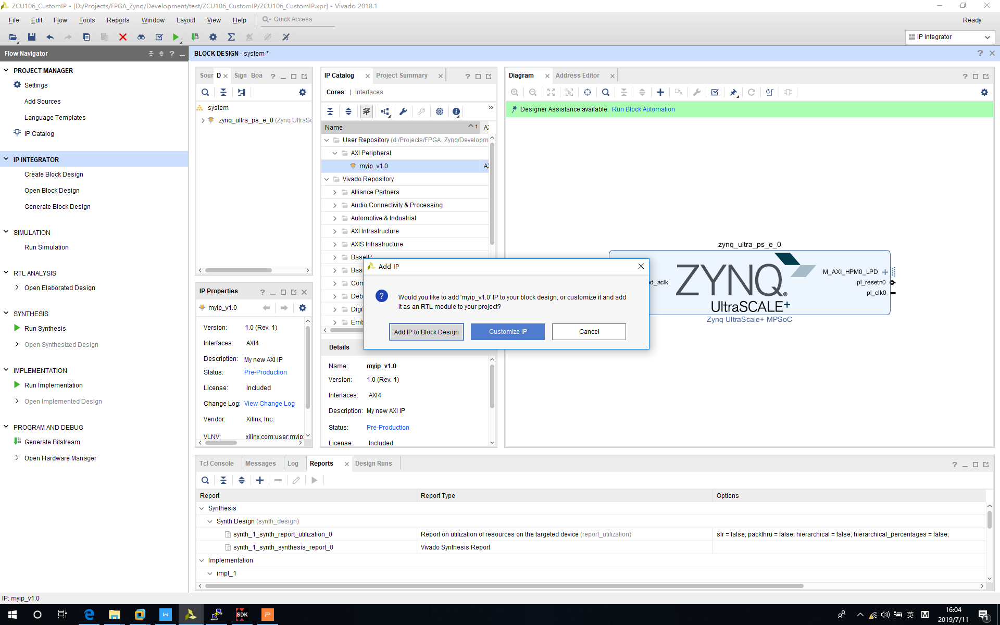 ZCU106_CustomIP - [D:/Projects/FPGA_Zynq/Development/test/ZCU106_CustomIP/ZCU106_CustomIP.xpr] - Vivado 2018.1
File Edit Flow Tools Reports Window Layout View Help Quick Access Ready
IP Integrator
Flow Navigator
BLOCK DESIGN - system *
PROJECT MANAGER
Settings
Add Sources
Language Templates
IP Catalog
IP INTEGRATOR
Create Block Design
Open Block Design
Generate Block Design
SIMULATION
Run Simulation
RTL ANALYSIS
Open Elaborated Design
SYNTHESIS
Run Synthesis
Open Synthesized Design
IMPLEMENTATION
Run Implementation
Open Implemented Design
PROGRAM AND DEBUG
Generate Bitstream
Open Hardware Manager
Sour D Sign Boa
system
zynq_ultra_ps_e_0 (Zynq UltraSc
IP Properties
myip_v1.0
Version: 1.0 (Rev. 1)
Interfaces: AXI4
Description: My new AXI IP
Status: Pre-Production
License: Included
Change Log: View Change Log
Vendor: Xilinx, Inc.
VLNV: xilinx.com:user:myip:
IP Catalog Project Summary
Cores | Interfaces
Name 1 A
User Repository (d:/Projects/FPGA_Zynq/Developm
AXI Peripheral
myip_v1.0 A
Vivado Repository
Alliance Partners
Audio Connectivity & Processing
Automotive & Industrial
AXI Infrastructure
AXIS Infrastructure
BaseIP
Bas
Com
Deb
Digi
Emb
Details
Name: myip_v1.0
Version: 1.0 (Rev. 1)
Interfaces: AXI4
Description: My new AXI IP
Status: Pre-Production
License: Included
Diagram Address Editor
Designer Assistance available. Run Block Automation
zynq_ultra_ps_e_0
d_aclk
ZYNQ
UltraSCALE+
M_AXI_HPM0_LPD
pl_resetn0
pl_clk0
Zynq UltraScale+ MPSoC
Add IP
Would you like to add 'myip_v1.0' IP to your block design, or customize it and add
it as an RTL module to your project?
Add IP to Block Design Customize IP Cancel
Tcl Console Messages Log Reports Design Runs
Report Report Type Options
Synthesis
Synth Design (synth_design)
synth_1_synth_report_utilization_0 Report on utilization of resources on the targeted device (report_utilization) slr = false; packthru = false; hierarchical = false; hierarchical_percentages = false;
synth_1_synth_synthesis_report_0 Vivado Synthesis Report
Implementation
impl_1
IP: myip_v1.0
SDK
英 M
16:04
2019/7/11
1